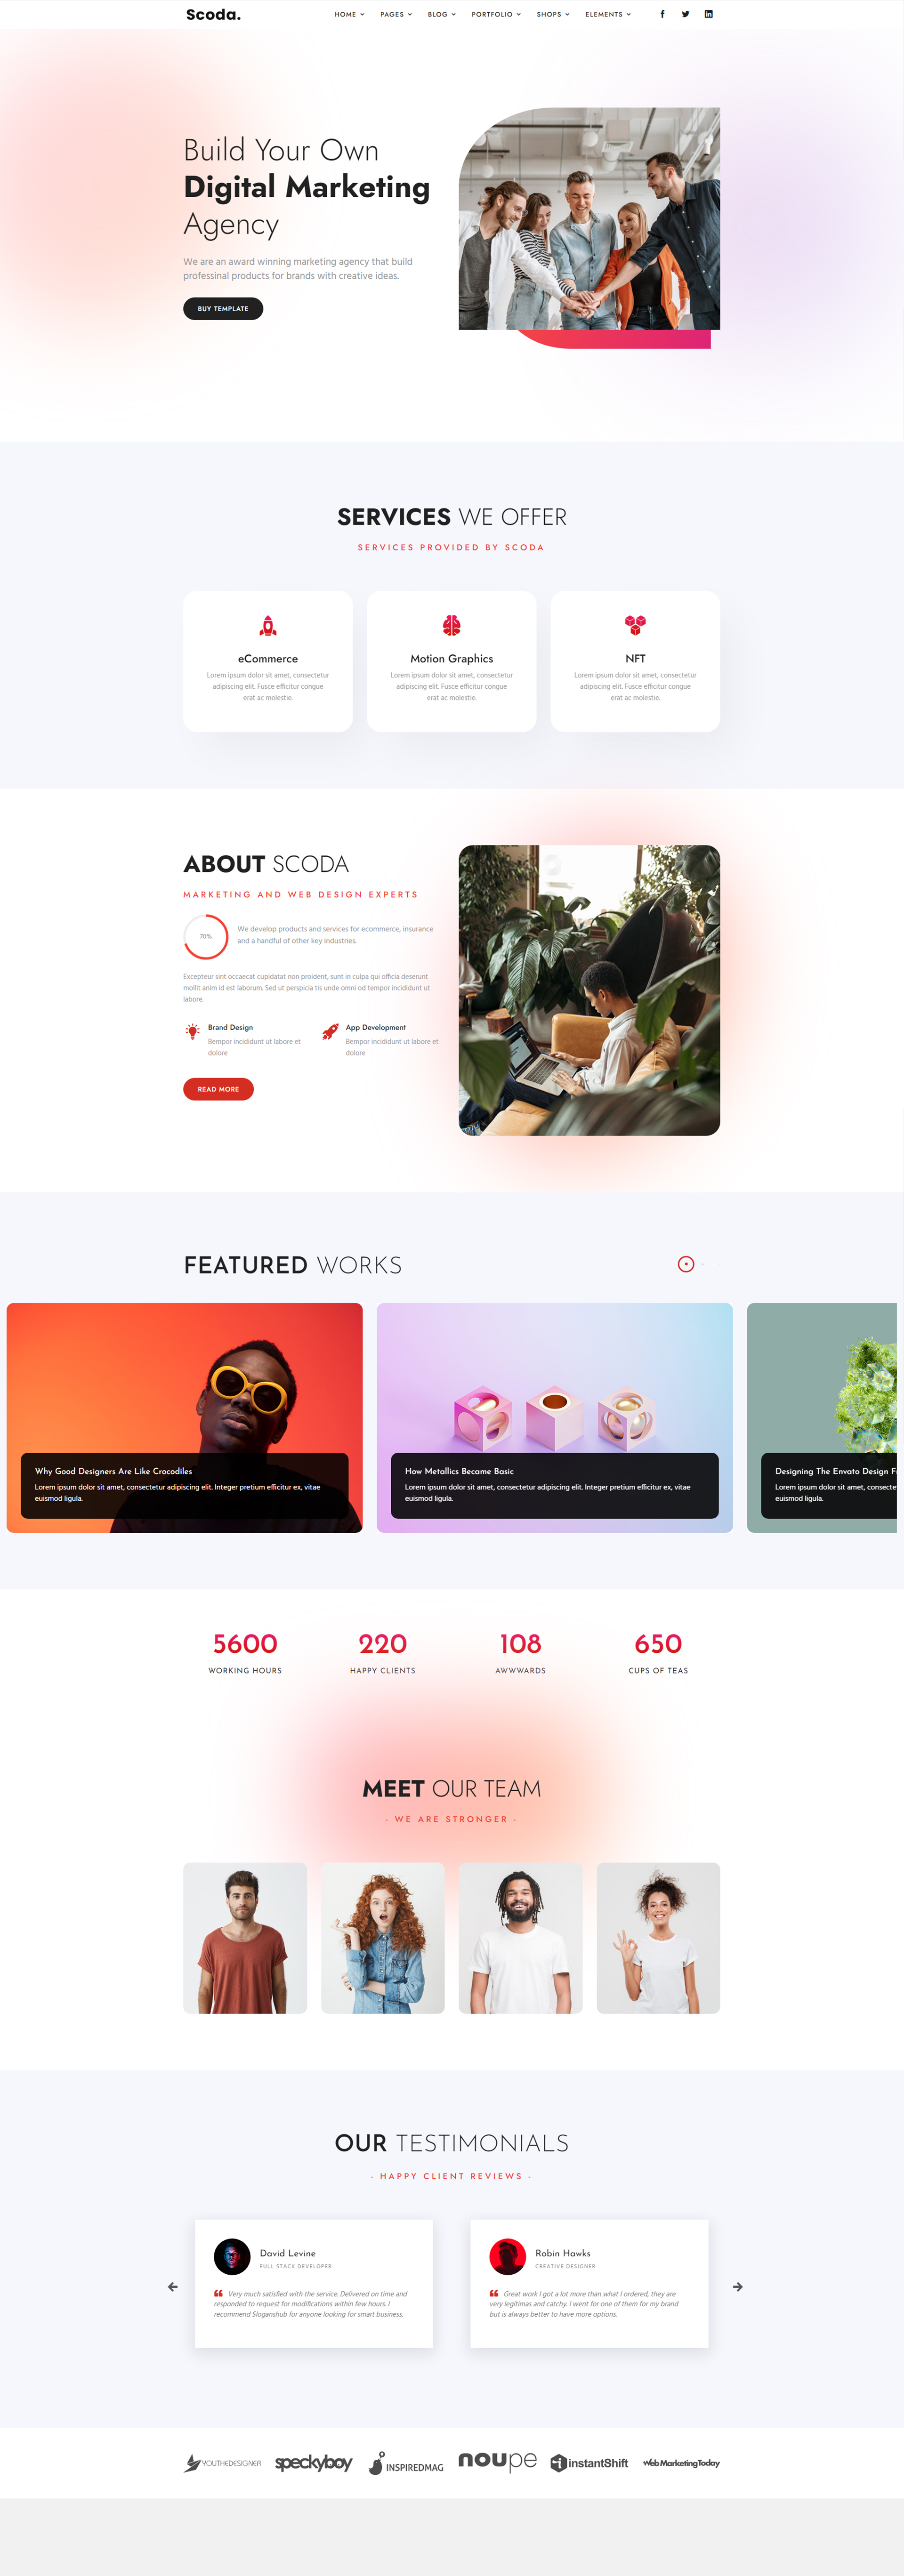 Scoda.
HOME PAGES BLOG PORTFOLIO SHOPS ELEMENTS
Build Your Own
Digital Marketing
Agency
We are an award winning marketing agency that build
professinal products for brands with creative ideas.
BUY TEMPLATE
SERVICES WE OFFER
SERVICES PROVIDED BY SCODA
eCommerce
Lorem ipsum dolor sit amet, consectetur
adipiscing elit. Fusce efficitur congue
erat ac molestie.
Motion Graphics
Lorem ipsum dolor sit amet, consectetur
adipiscing elit. Fusce efficitur congue
erat ac molestie.
NFT
Lorem ipsum dolor sit amet, consectetur
adipiscing elit. Fusce efficitur congue
erat ac molestie.
ABOUT SCODA
MARKETING AND WEB DESIGN EXPERTS
70%
We develop products and services for ecommerce, insurance
and a handful of other key industries.
Excepteur sint occaecat cupidatat non proident, sunt in culpa qui officia deserunt
mollit anim id est laborum. Sed ut perspicia tis unde omni od tempor incididunt ut
labore.
Brand Design
Bempor incididunt ut labore et
dolore
App Development
Bempor incididunt ut labore et
dolore
READ MORE
FEATURED WORKS
Why Good Designers Are Like Crocodiles
Lorem ipsum dolor sit amet, consectetur adipiscing elit. Integer pretium efficitur ex, vitae
euismod ligula.
How Metallics Became Basic
Lorem ipsum dolor sit amet, consectetur adipiscing elit. Integer pretium efficitur ex, vitae
euismod ligula.
Designing The Envato Design F
Lorem ipsum dolor sit amet, consecte
euismod ligula.
5600
WORKING HOURS
220
HAPPY CLIENTS
108
AWWWARDS
650
CUPS OF TEAS
MEET OUR TEAM
- WE ARE STRONGER -
OUR TESTIMONIALS
- HAPPY CLIENT REVIEWS -
David Levine
FULL STACK DEVELOPER
Very much satisfied with the service. Delivered on time and
responded to request for modifications within few hours. I
recommend Sloganshub for anyone looking for smart business.
Robin Hawks
CREATIVE DESIGNER
Great work I got a lot more than what I ordered, they are
very legitimas and catchy. I went for one of them for my brand
but is always better to have more options.
YOUTHEDESIGNER
speckyboy
INSPIREDMAG
noupe
instantShift
Web Marketing Today